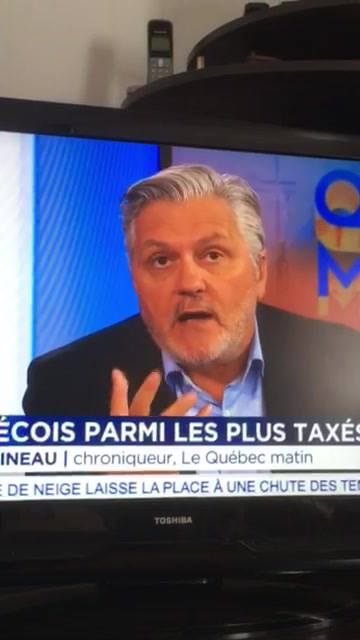 Q
M
ÉCOIS PARMI LES PLUS TAXÉS
INEAU | chroniqueur, Le Québec matin
E DE NEIGE LAISSE LA PLACE À UNE CHUTE DES TEM
TOSHIBA